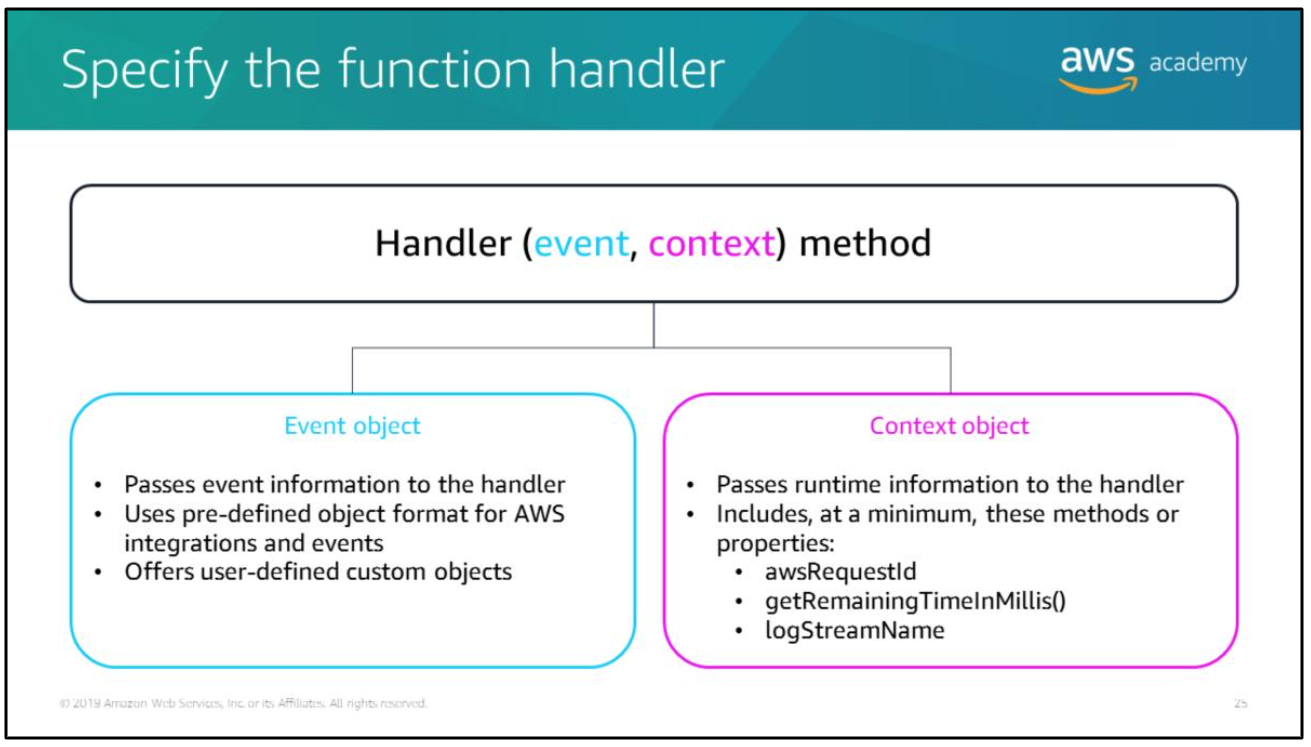 Specify the function handler
aws academy
Handler (event, context) method
Event object
• Passes event information to the handler
• Uses pre-defined object format for AWS
integrations and events
• Offers user-defined custom objects
Context object
• Passes runtime information to the handler
• Includes, at a minimum, these methods or
properties:
• awsRequestId
• getRemainingTimeInMillis()
• logStreamName
© 2019 Amazon Web Services, Inc. or its Affiliates. All rights reserved.
25